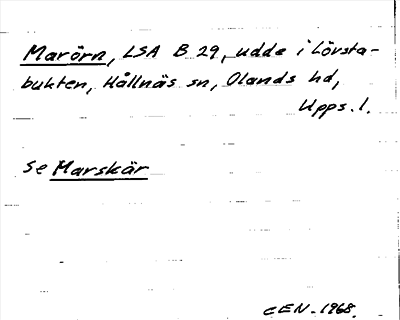 Marörn, LSA B 29, udde i Lövsta-
bukten, Hållnäs sn, Olands hd,
Upps. l.
se Marskär
CEN. 1968.